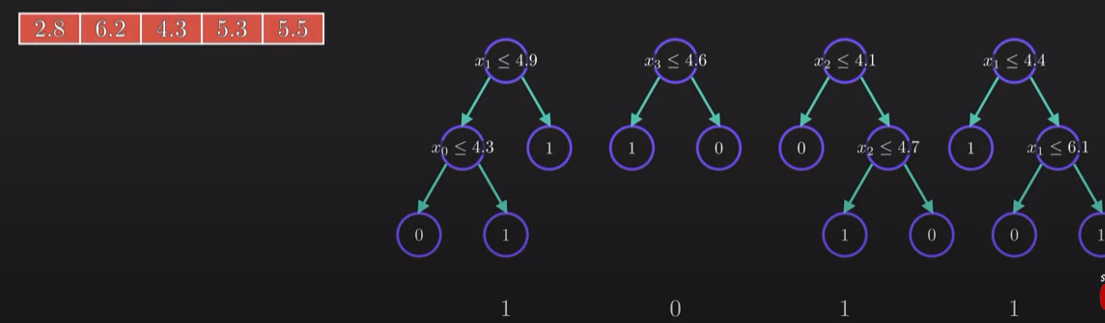 2.8 6.2 4.3 5.3 5.5
x₁ ≤ 4.9 x₃ ≤ 4.6 x₂ ≤ 4.1 x₁ ≤ 4.4
x₀ ≤ 4.3 1 1 0 0 x₂ ≤ 4.7 1 x₁ ≤ 6.1
0 1 1 0 0 1
1 0 1 1